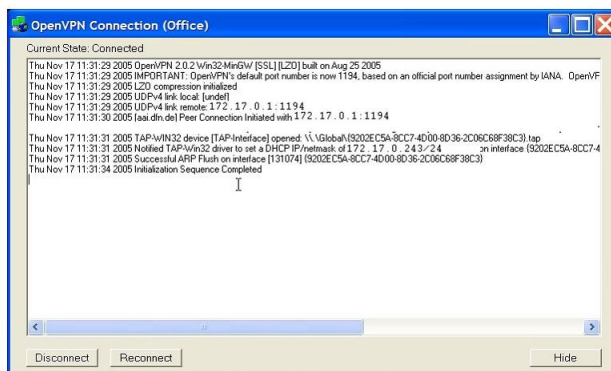 OpenVPN Connection (Office)
Current State: Connected
Thu Nov 17 11:31:29 2005 OpenVPN 2.0.2 Win32-MinGW [SSL] [LZO] built on Aug 25 2005
Thu Nov 17 11:31:29 2005 IMPORTANT: OpenVPN's default port number is now 1194, based on an official port number assignment by IANA. OpenVF
Thu Nov 17 11:31:29 2005 LZO compression initialized
Thu Nov 17 11:31:29 2005 UDPv4 link local: [undef]
Thu Nov 17 11:31:29 2005 UDPv4 link remote: 172.17.0.1:1194
Thu Nov 17 11:31:30 2005 [aai.dfn.de] Peer Connection Initiated with 172.17.0.1:1194
Thu Nov 17 11:31:31 2005 TAP-WIN32 device [TAP-Interface] opened: \\.\Global\{9202EC5A-8CC7-4D00-8D36-2C06C68F38C3}.tap
Thu Nov 17 11:31:31 2005 Notified TAP-Win32 driver to set a DHCP IP/netmask of 172.17.0.243/24 on interface {9202EC5A-8CC7-4
Thu Nov 17 11:31:31 2005 Successful ARP Flush on interface [131074] {9202EC5A-8CC7-4D00-8D36-2C06C68F38C3}
Thu Nov 17 11:31:34 2005 Initialization Sequence Completed
Disconnect
Reconnect
Hide